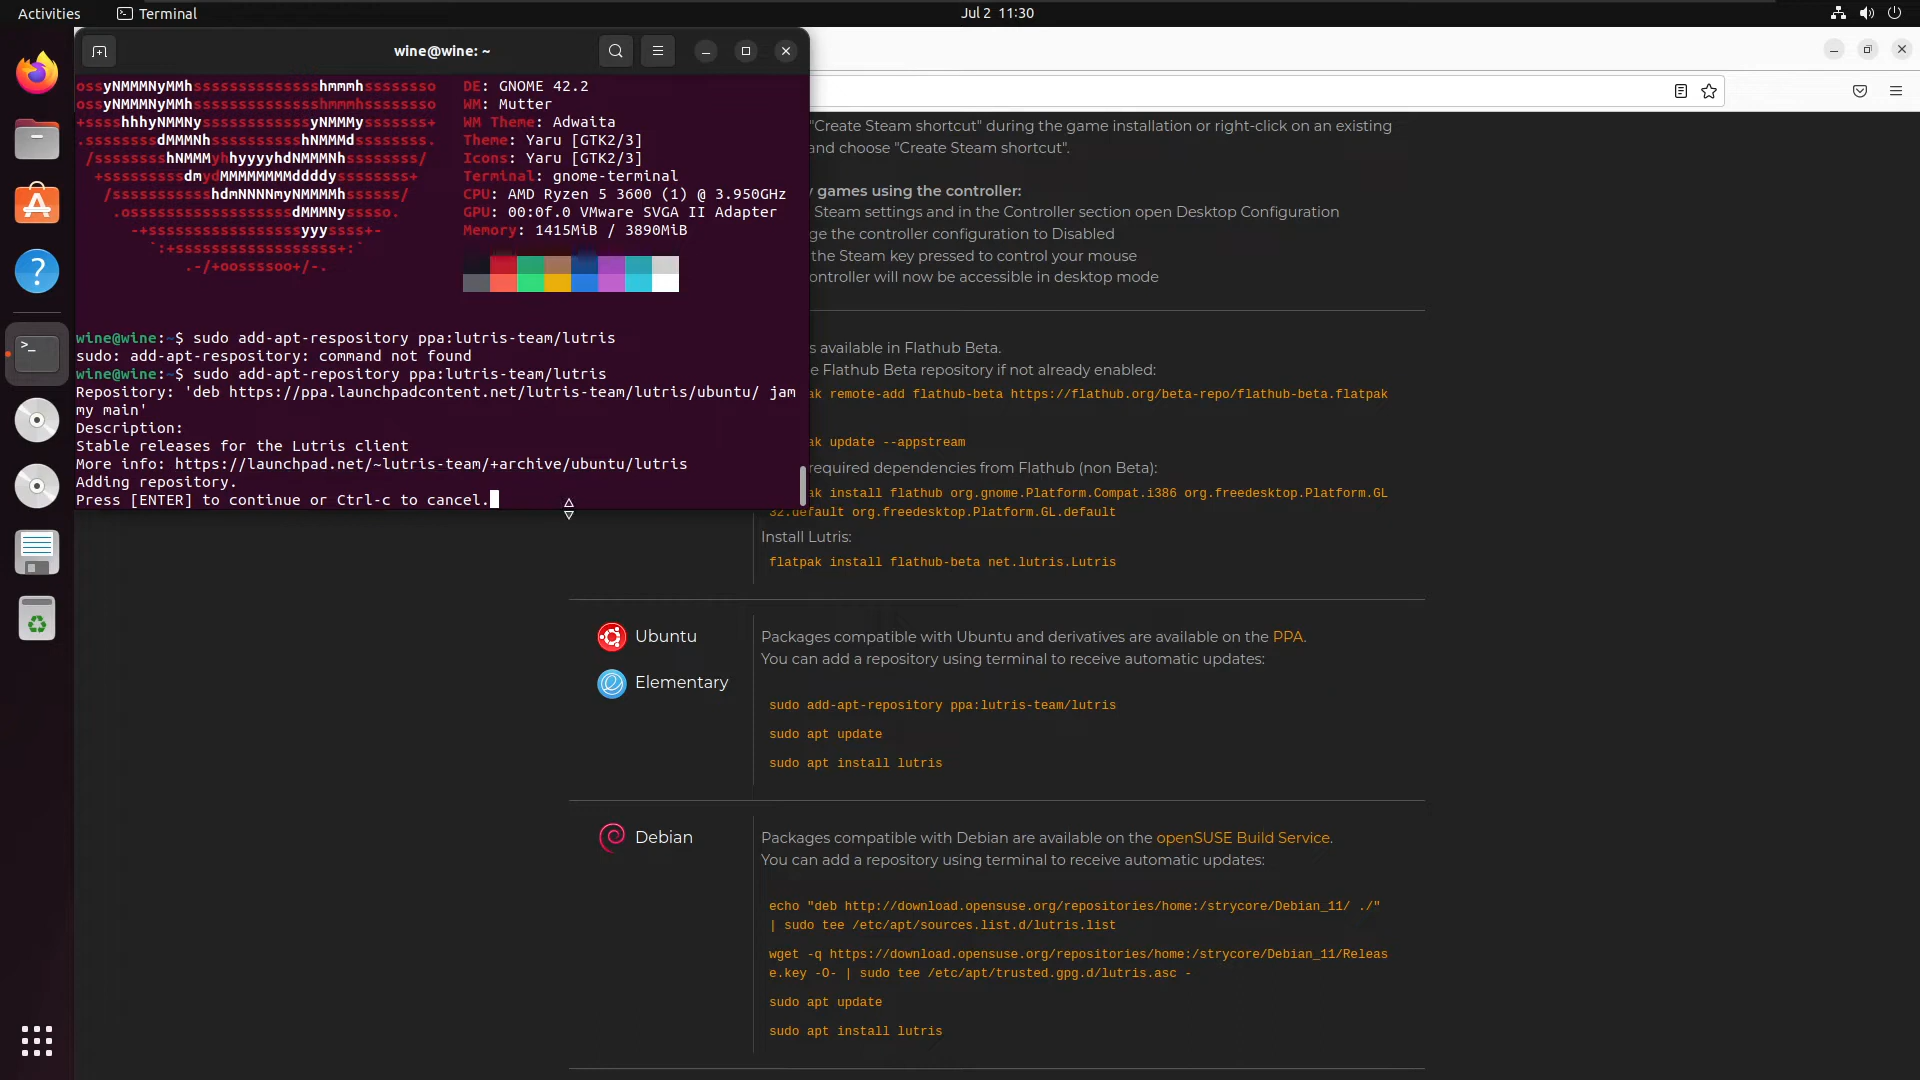 Activities
Terminal
Jul 2 11:30
wine@wine: ~
ossyNMMMNyMMhsssssssssssssshmmmhssssssso DE: GNOME 42.2
ossyNMMMNyMMhsssssssssssssshmmmhssssssso WM: Mutter
+sssshhhyNMMNyssssssssssssyNMMMysssssss+ WM Theme: Adwaita
.ssssssssdMMMNhsssssssssshNMMMdssssssss. Theme: Yaru [GTK2/3]
/sssssssshNMMMyhhyyyyhdNMMMNhssssssss/ Icons: Yaru [GTK2/3]
+sssssssssdmydMMMMMMMMddddyssssssss+ Terminal: gnome-terminal
/ssssssssssshdmNNNNmyNMMMMhssssss/ CPU: AMD Ryzen 5 3600 (1) @ 3.950GHz
.ossssssssssssssssssdMMMNysssso. GPU: 00:0f.0 VMware SVGA II Adapter
-+sssssssssssssssssyyyssss+- Memory: 1415MiB / 3890MiB
`:+ssssssssssssssssss+:`
.-/+oossssoo+/-.
wine@wine:~$ sudo add-apt-respository ppa:lutris-team/lutris
sudo: add-apt-respository: command not found
wine@wine:~$ sudo add-apt-repository ppa:lutris-team/lutris
Repository: 'deb https://ppa.launchpadcontent.net/lutris-team/lutris/ubuntu/ jam
my main'
Description:
Stable releases for the Lutris client
More info: https://launchpad.net/~lutris-team/+archive/ubuntu/lutris
Adding repository.
Press [ENTER] to continue or Ctrl-c to cancel.
"Create Steam shortcut" during the game installation or right-click on an existing
and choose "Create Steam shortcut".
games using the controller:
Steam settings and in the Controller section open Desktop Configuration
ge the controller configuration to Disabled
the Steam key pressed to control your mouse
ontroller will now be accessible in desktop mode
s available in Flathub Beta.
e Flathub Beta repository if not already enabled:
ak remote-add flathub-beta https://flathub.org/beta-repo/flathub-beta.flatpak
ak update --appstream
required dependencies from Flathub (non Beta):
ak install flathub org.gnome.Platform.Compat.i386 org.freedesktop.Platform.GL
32.default org.freedesktop.Platform.GL.default
Install Lutris:
flatpak install flathub-beta net.lutris.Lutris
Ubuntu
Elementary
Packages compatible with Ubuntu and derivatives are available on the PPA.
You can add a repository using terminal to receive automatic updates:
sudo add-apt-repository ppa:lutris-team/lutris
sudo apt update
sudo apt install lutris
Debian
Packages compatible with Debian are available on the openSUSE Build Service.
You can add a repository using terminal to receive automatic updates:
echo "deb http://download.opensuse.org/repositories/home:/strycore/Debian_11/ ./"
| sudo tee /etc/apt/sources.list.d/lutris.list
wget -q https://download.opensuse.org/repositories/home:/strycore/Debian_11/Releas
e.key -O- | sudo tee /etc/apt/trusted.gpg.d/lutris.asc -
sudo apt update
sudo apt install lutris